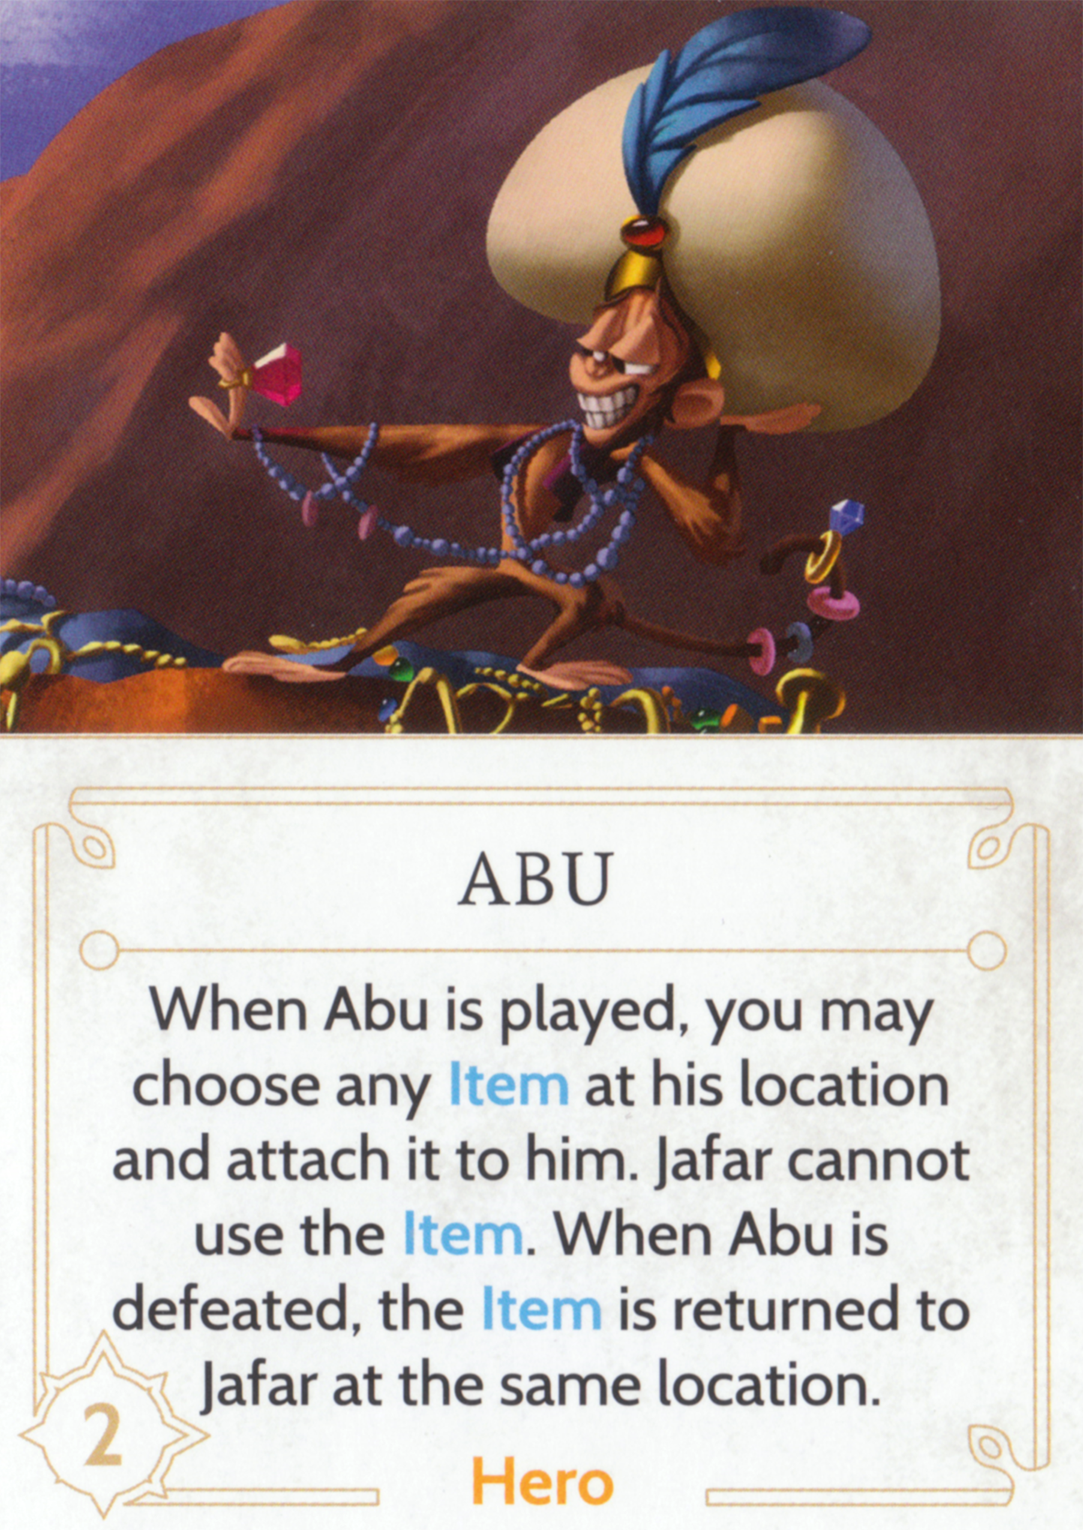 ABU
When Abu is played, you may
choose any Item at his location
and attach it to him. Jafar cannot
use the Item. When Abu is
defeated, the Item is returned to
Jafar at the same location.
2
Hero